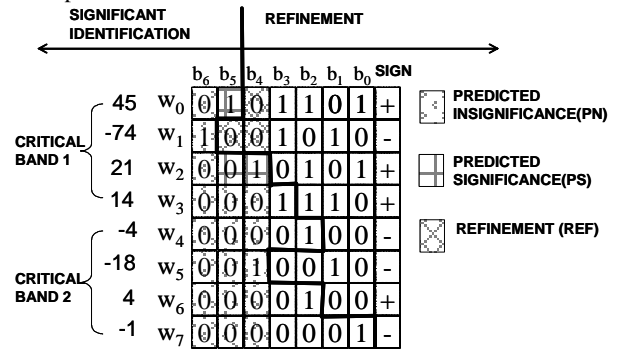 SIGNIFICANT IDENTIFICATION REFINEMENT
b6 b5 b4 b3 b2 b1 b0 SIGN
45 w0 0 1 0 1 1 0 1 +
-74 w1 1 0 0 1 0 1 0 -
21 w2 0 0 1 0 1 0 1 +
14 w3 0 0 0 1 1 1 0 +
-4 w4 0 0 0 0 1 0 0 -
-18 w5 0 0 1 0 0 1 0 -
4 w6 0 0 0 0 1 0 0 +
-1 w7 0 0 0 0 0 0 1 -
CRITICAL
BAND 1
CRITICAL
BAND 2
PREDICTED
INSIGNIFICANCE(PN)
PREDICTED
SIGNIFICANCE(PS)
REFINEMENT (REF)